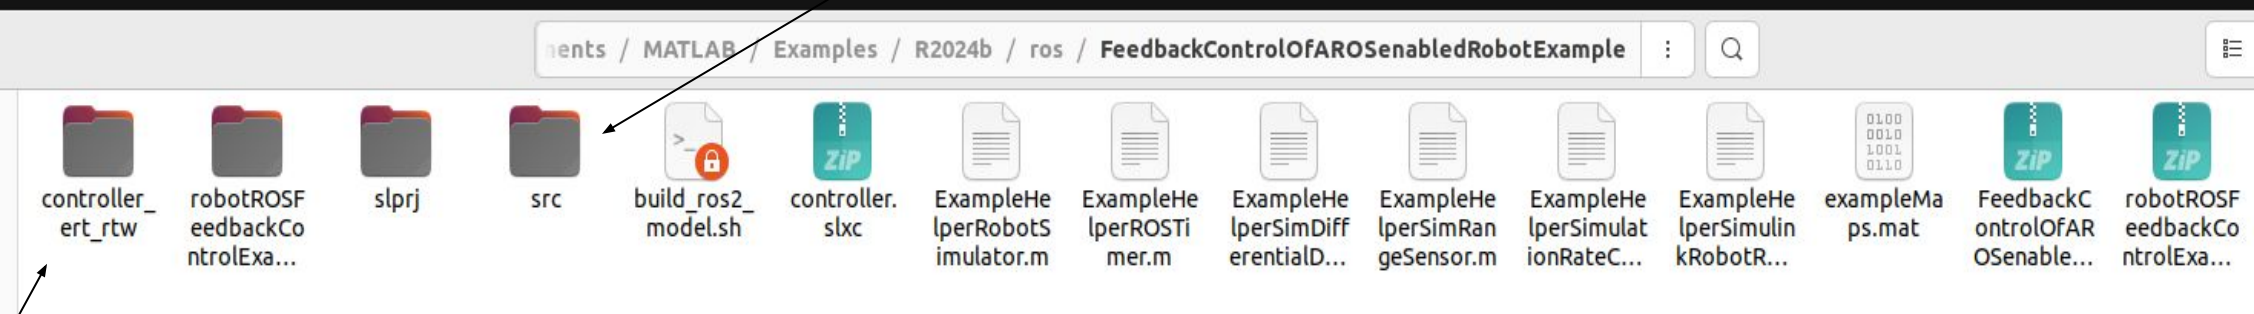 / MATLAB / Examples / R2024b / ros / FeedbackControlOfAROSenabledRobotExample
>_
ZiP
0100
0010
1001
0110
ZiP
ZiP
controller_
ert_rtw
robotROSF
eedbackCo
ntrolExa...
slprj
src
build_ros2_
model.sh
controller.
slxc
ExampleHe
lperRobotS
imulator.m
ExampleHe
lperROSTi
mer.m
ExampleHe
lperSimDiff
erentialD...
ExampleHe
lperSimRan
geSensor.m
ExampleHe
lperSimulat
ionRateC...
ExampleHe
lperSimulin
kRobotR...
exampleMa
ps.mat
FeedbackC
ontrolOfAR
OSenable...
robotROSF
eedbackCo
ntrolExa...